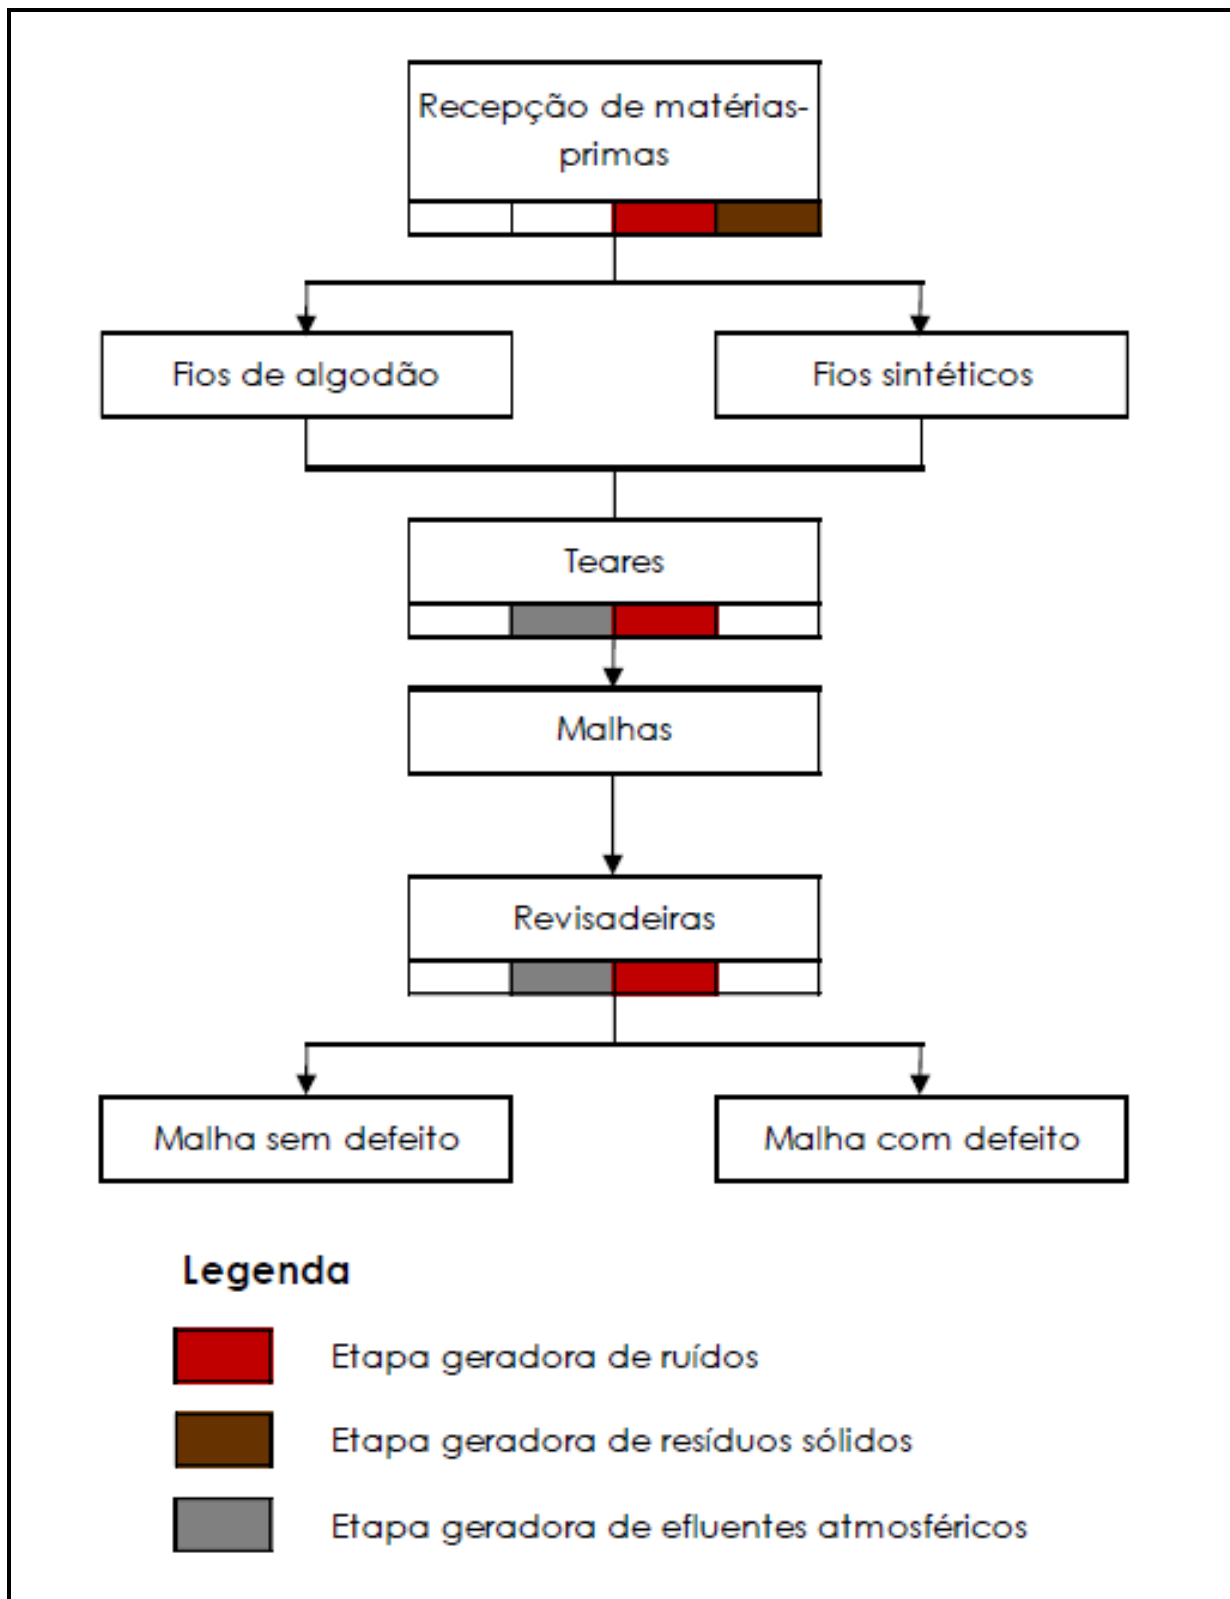 Recepção de matérias-
primas
Fios de algodão
Fios sintéticos
Teares
Malhas
Revisadeiras
Malha sem defeito
Malha com defeito
Legenda
Etapa geradora de ruídos
Etapa geradora de resíduos sólidos
Etapa geradora de efluentes atmosféricos